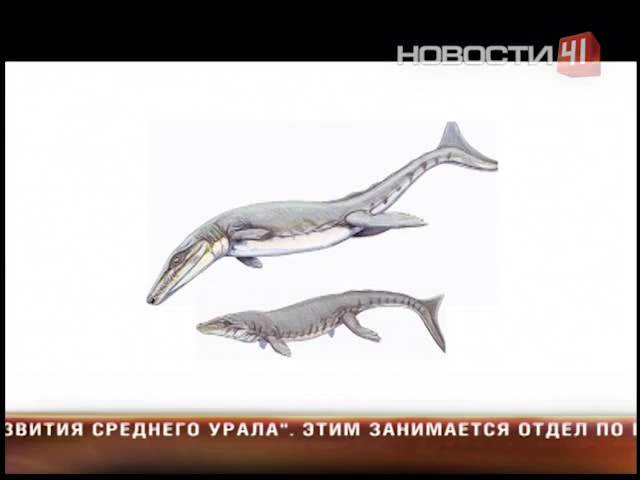 НОВОСТИ 41
ЗВИТИЯ СРЕДНЕГО УРАЛА". ЭТИМ ЗАНИМАЕТСЯ ОТДЕЛ ПО